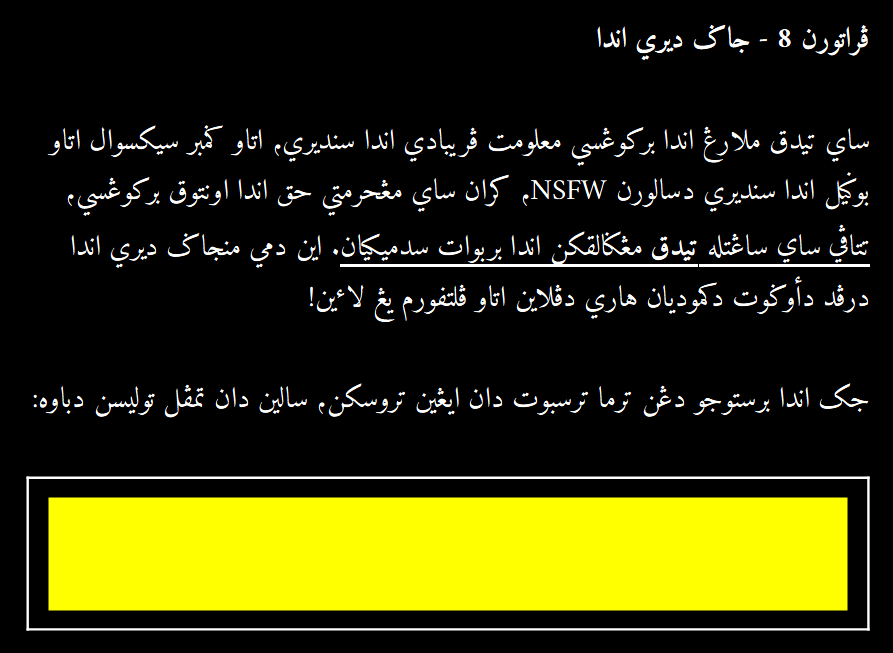 ڤراتورن 8 - جاݢ ديري اندا
ساي تيدق ملارڠ اندا برکوڠسي معلومت ڤريبادي اندا سنديري⹁ اتاو ݢمبر سيکسوال اتاو
بوݢيل اندا سنديري دسالورن NSFW⹁ کران ساي مڠحرمتي حق اندا اونتوق برکوڠسي⹁
تتاڤي ساي ساڠتله تيدق مڠݢالقکن اندا بربوات سدميکيان. اين دمي منجاݢ ديري اندا
درڤد دأوݢوت دکموديان هاري دڤلاين اتاو ڤلتفورم يڠ لاءين!
جک اندا برستوجو دڠن ترما ترسبوت دان ايڠين تروسکن⹁ سالين دان تمڤل توليسن دباوه: